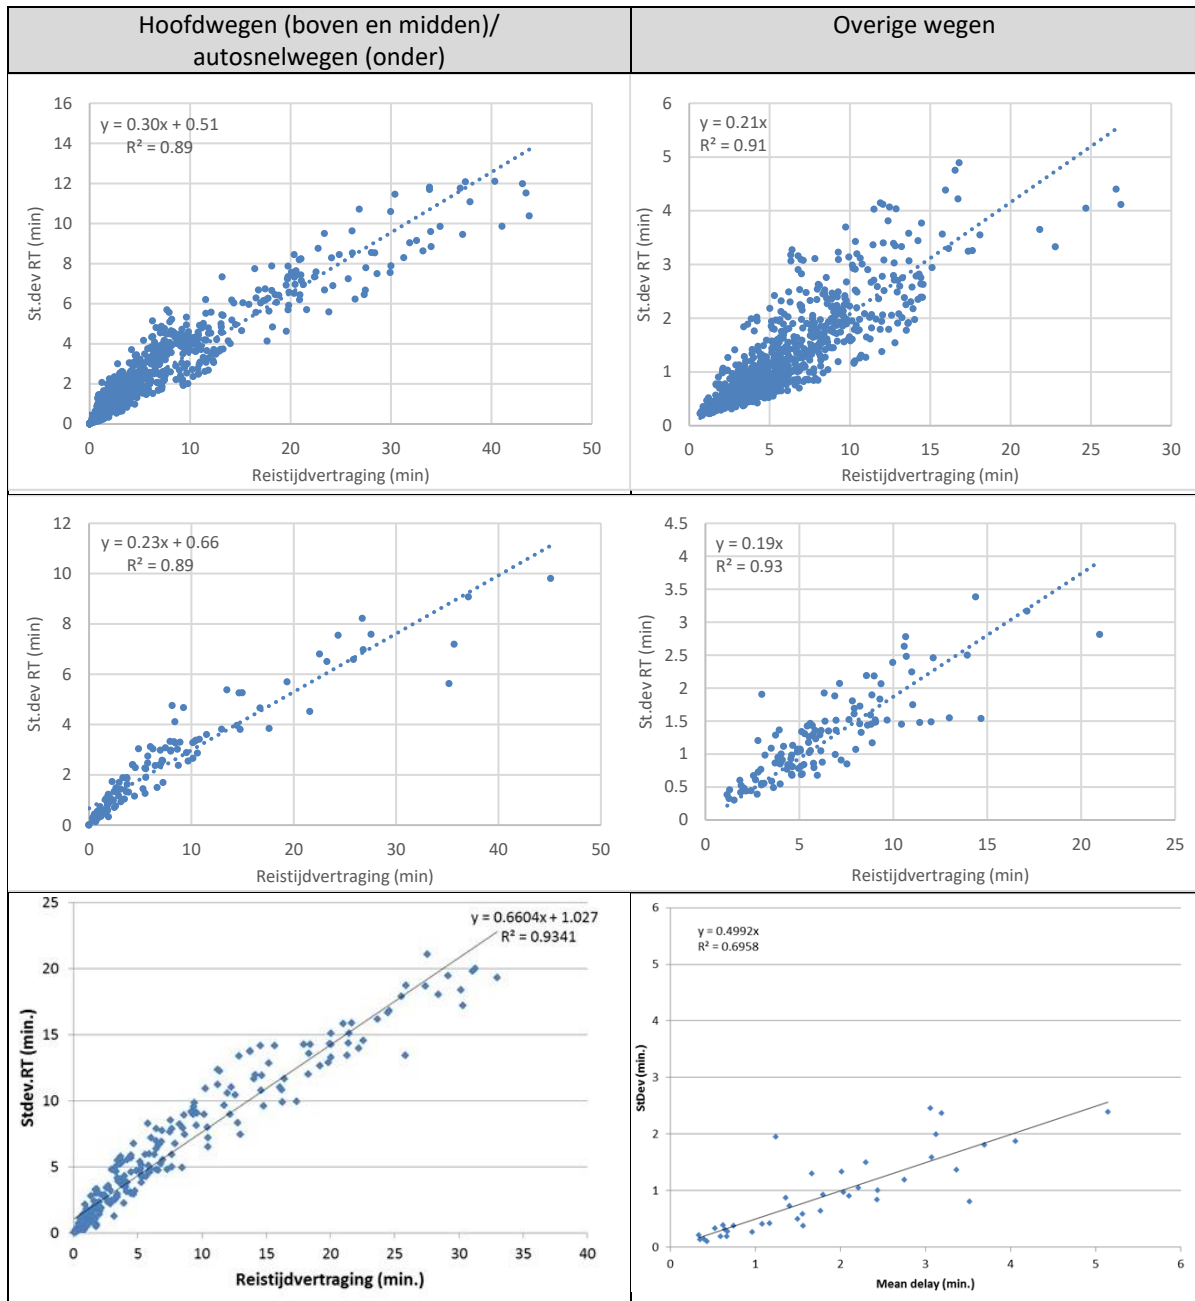 Hoofdwegen (boven en midden)/
autosnelwegen (onder)
Overige wegen
16
14
12
10
8
6
4
2
0
y = 0.30x + 0.51
R² = 0.89
St.dev RT (min)
0 10 20 30 40 50
Reistijdvertraging (min)
6
5
4
3
2
1
0
y = 0.21x
R² = 0.91
St.dev RT (min)
0 5 10 15 20 25 30
Reistijdvertraging (min)
12
10
8
6
4
2
0
y = 0.23x + 0.66
R² = 0.89
St.dev RT (min)
0 10 20 30 40 50
Reistijdvertraging (min)
4.5
4
3.5
3
2.5
2
1.5
1
0.5
0
y = 0.19x
R² = 0.93
St.dev RT (min)
0 5 10 15 20 25
Reistijdvertraging (min)
25
20
15
10
5
0
y = 0.6604x + 1.027
R² = 0.9341
Stdev.RT (min.)
0 5 10 15 20 25 30 35 40
Reistijdvertraging (min.)
6
5
4
3
2
1
0
y = 0.4992x
R² = 0.6958
StDev (min.)
0 1 2 3 4 5 6
Mean delay (min.)